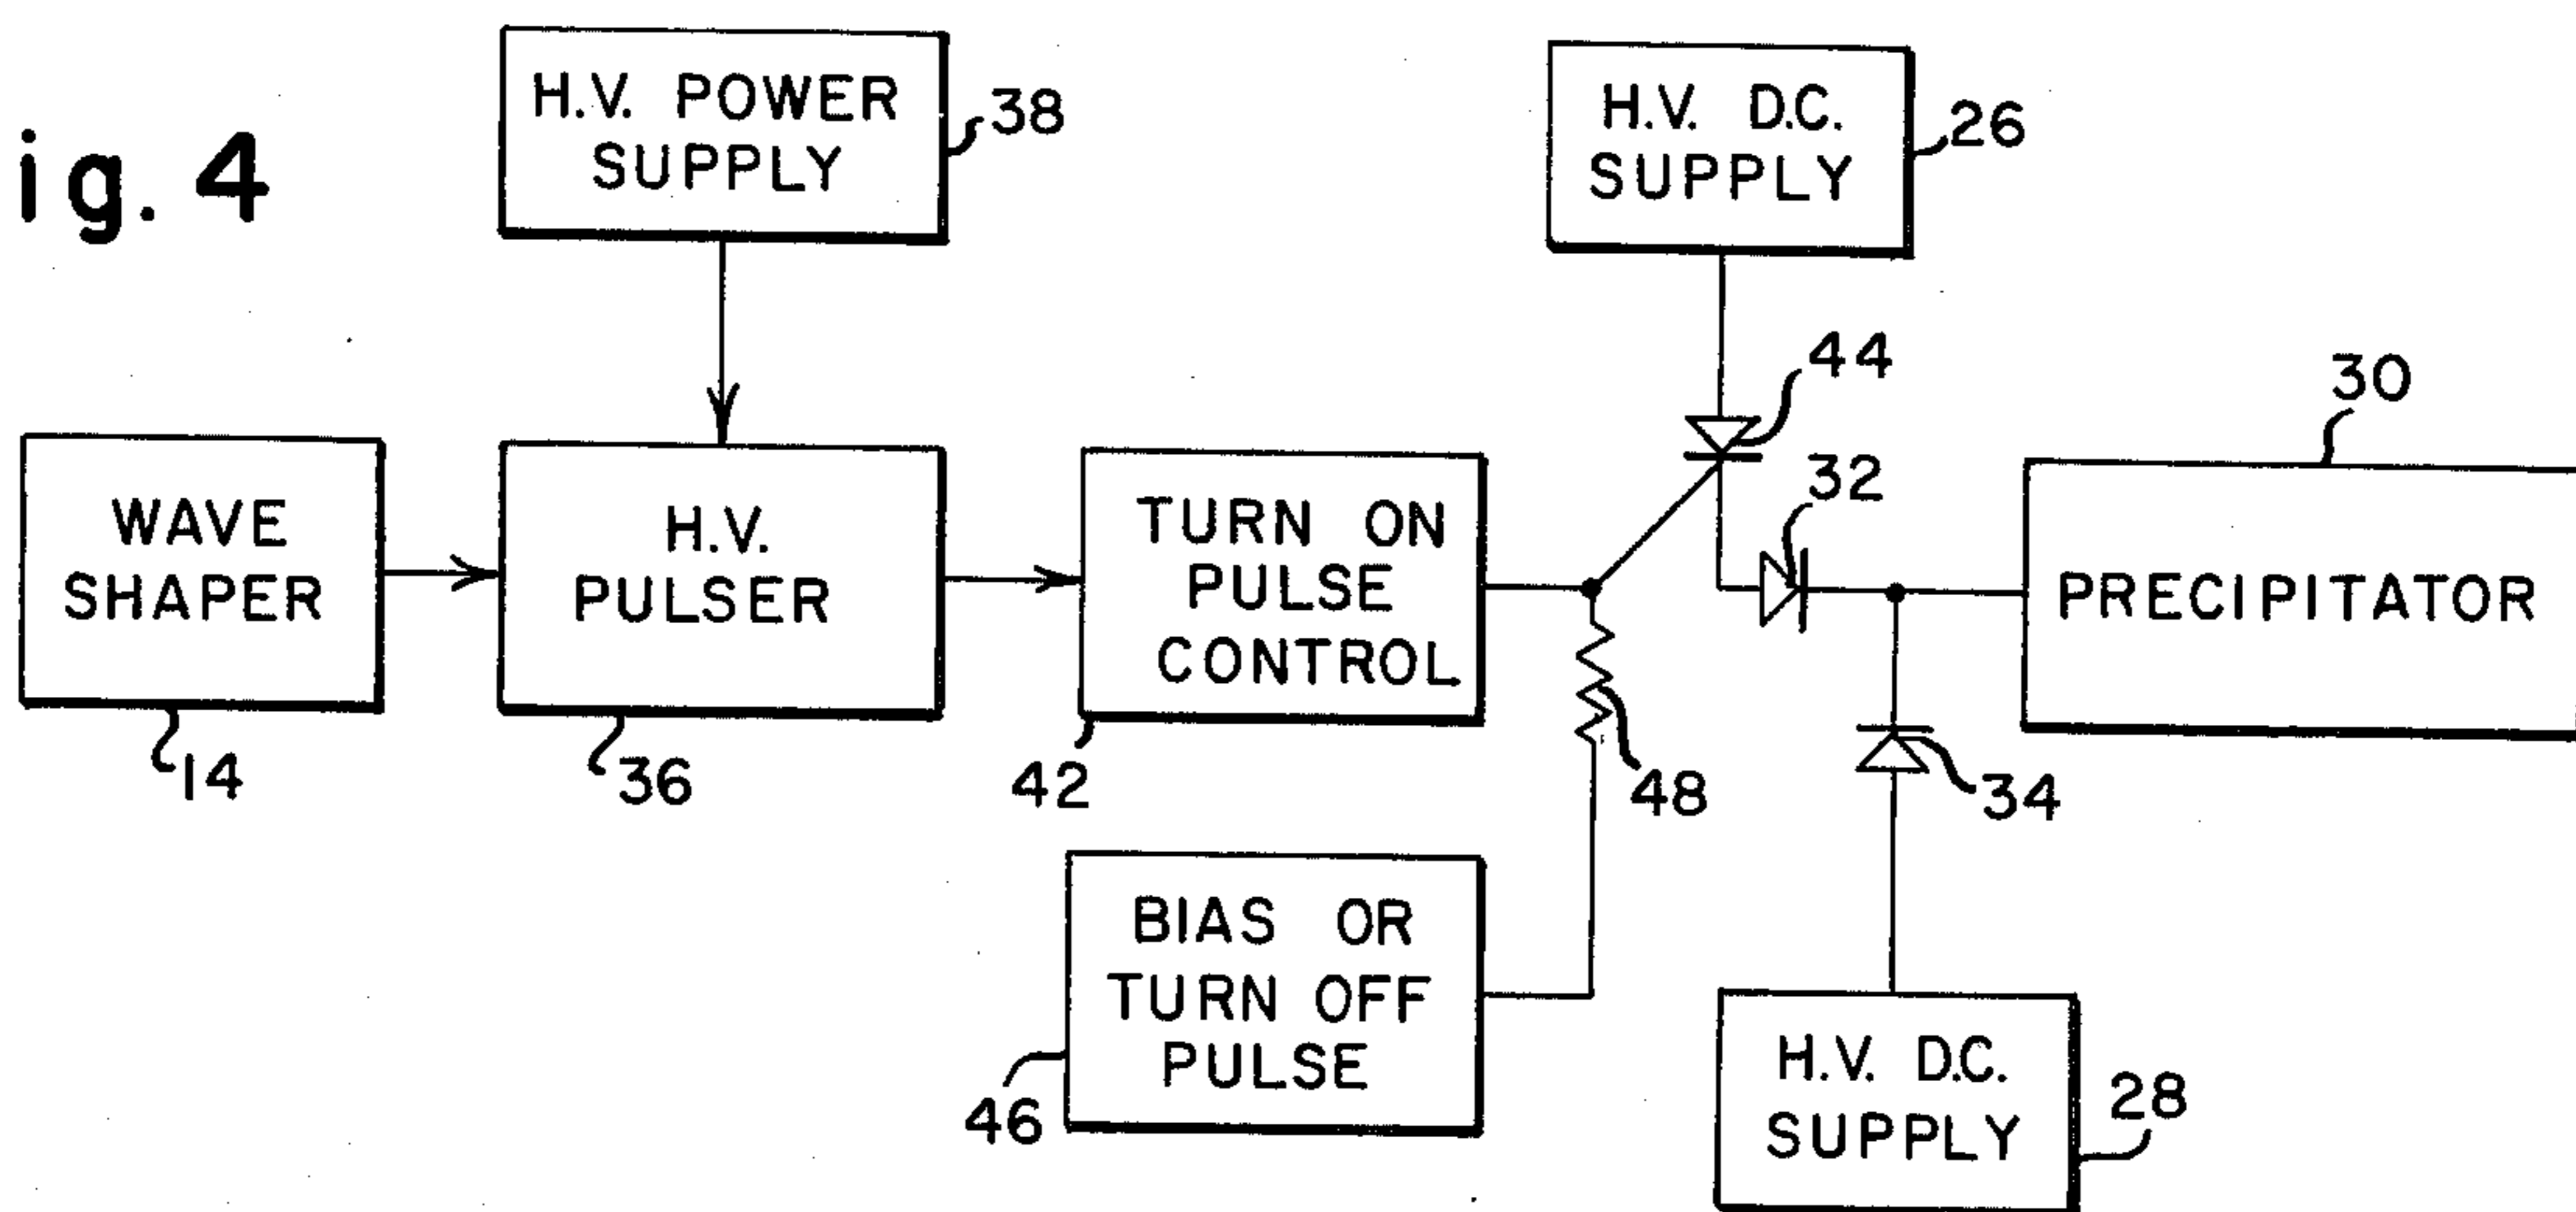 ig. 4
H.V. POWER
SUPPLY
38
H.V. D.C.
SUPPLY
26
44
32
30
WAVE
SHAPER
14
H.V.
PULSER
36
TURN ON
PULSE
CONTROL
42
48
PRECIPITATOR
34
BIAS OR
TURN OFF
PULSE
46
H.V. D.C.
SUPPLY
28